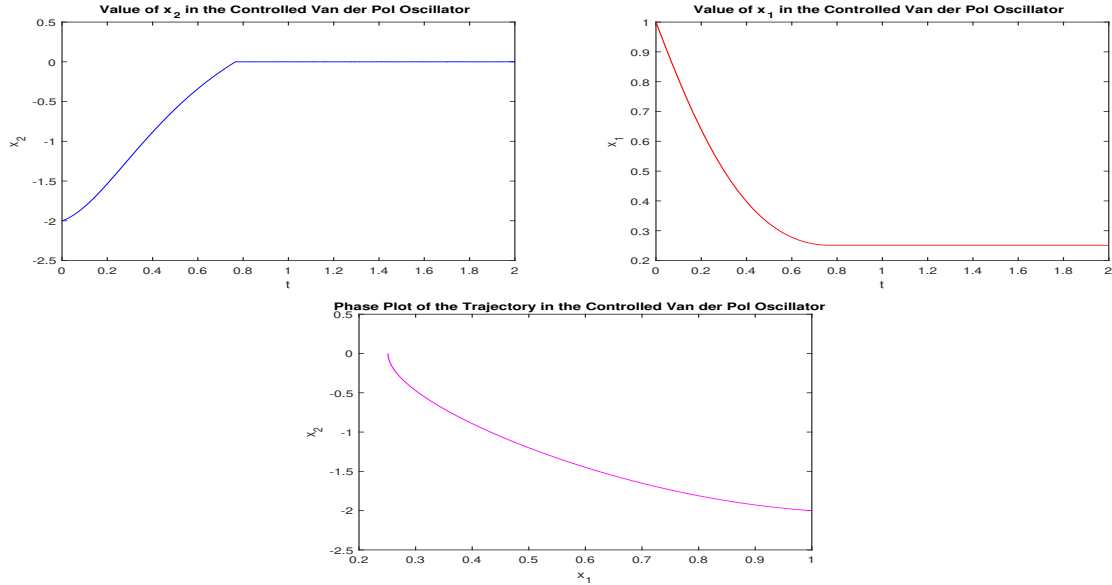 Value of x2 in the Controlled Van der Pol Oscillator
0.5
0
-0.5
-1
-1.5
-2
-2.5
x2
0 0.2 0.4 0.6 0.8 1 1.2 1.4 1.6 1.8 2
t
Value of x1 in the Controlled Van der Pol Oscillator
1
0.9
0.8
0.7
0.6
0.5
0.4
0.3
0.2
x1
0 0.2 0.4 0.6 0.8 1 1.2 1.4 1.6 1.8 2
t
Phase Plot of the Trajectory in the Controlled Van der Pol Oscillator
0.5
0
-0.5
-1
-1.5
-2
-2.5
x2
0.2 0.3 0.4 0.5 0.6 0.7 0.8 0.9 1
x1